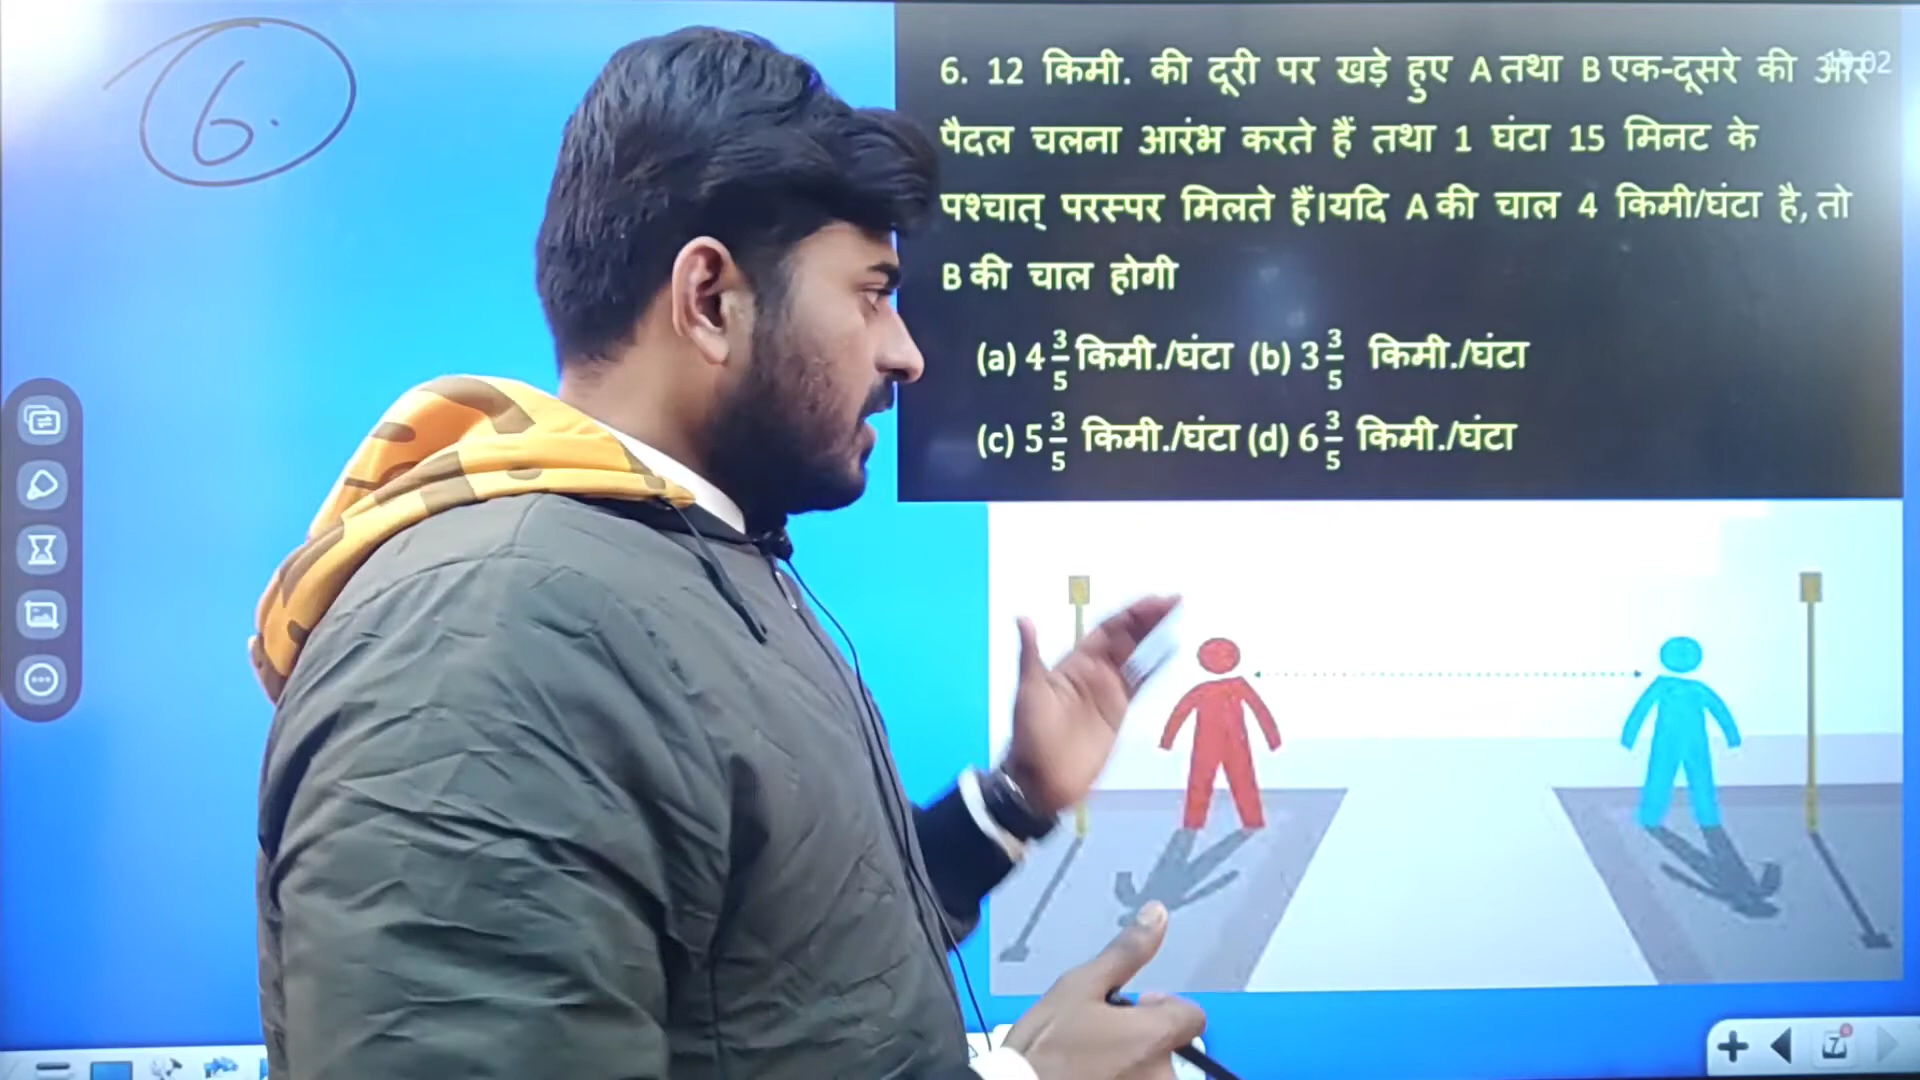 6.
6. 12 किमी. की दूरी पर खड़े हुए A तथा B एक-दूसरे की ओर
पैदल चलना आरंभ करते हैं तथा 1 घंटा 15 मिनट के
पश्चात् परस्पर मिलते हैं।यदि A की चाल 4 किमी/घंटा है, तो
B की चाल होगी
(a) 4 3/5 किमी./घंटा (b) 3 3/5 किमी./घंटा
(c) 5 3/5 किमी./घंटा (d) 6 3/5 किमी./घंटा
7